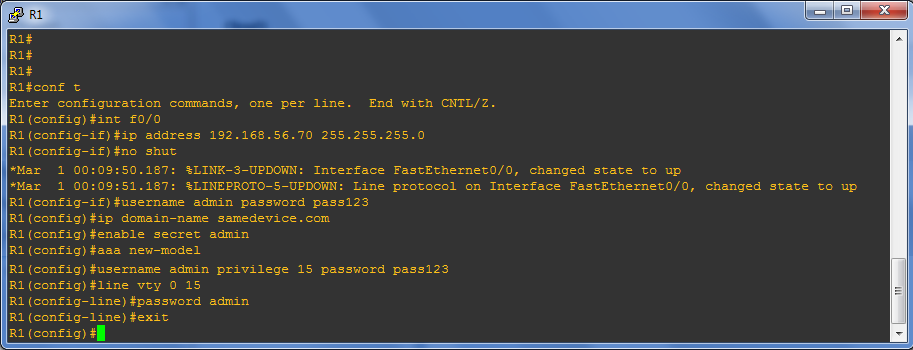 R1
R1#
R1#
R1#
R1#conf t
Enter configuration commands, one per line.  End with CNTL/Z.
R1(config)#int f0/0
R1(config-if)#ip address 192.168.56.70 255.255.255.0
R1(config-if)#no shut
*Mar  1 00:09:50.187: %LINK-3-UPDOWN: Interface FastEthernet0/0, changed state to up
*Mar  1 00:09:51.187: %LINEPROTO-5-UPDOWN: Line protocol on Interface FastEthernet0/0, changed state to up
R1(config-if)#username admin password pass123
R1(config)#ip domain-name samedevice.com
R1(config)#enable secret admin
R1(config)#aaa new-model
R1(config)#username admin privilege 15 password pass123
R1(config)#line vty 0 15
R1(config-line)#password admin
R1(config-line)#exit
R1(config)#